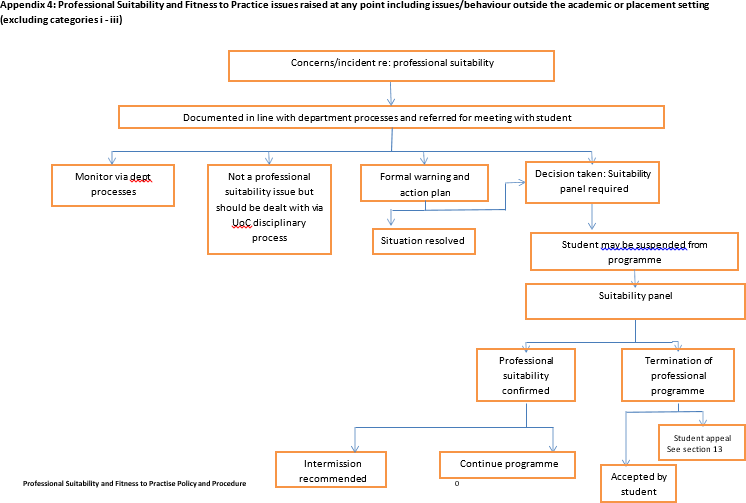 Appendix 4: Professional Suitability and Fitness to Practice issues raised at any point including issues/behaviour outside the academic or placement setting
(excluding categories i - iii)
Concerns/incident re: professional suitability
Documented in line with department processes and referred for meeting with student
Monitor via dept
processes
Not a professional
suitability issue but
should be dealt with via
UoC disciplinary
process
Formal warning and
action plan
Decision taken: Suitability
panel required
Situation resolved
Student may be suspended from
programme
Suitability panel
Professional
suitability
confirmed
Termination of
professional
programme
Student appeal
See section 13
Intermission
recommended
Continue programme
Accepted by
student
Professional Suitability and Fitness to Practise Policy and Procedure
0